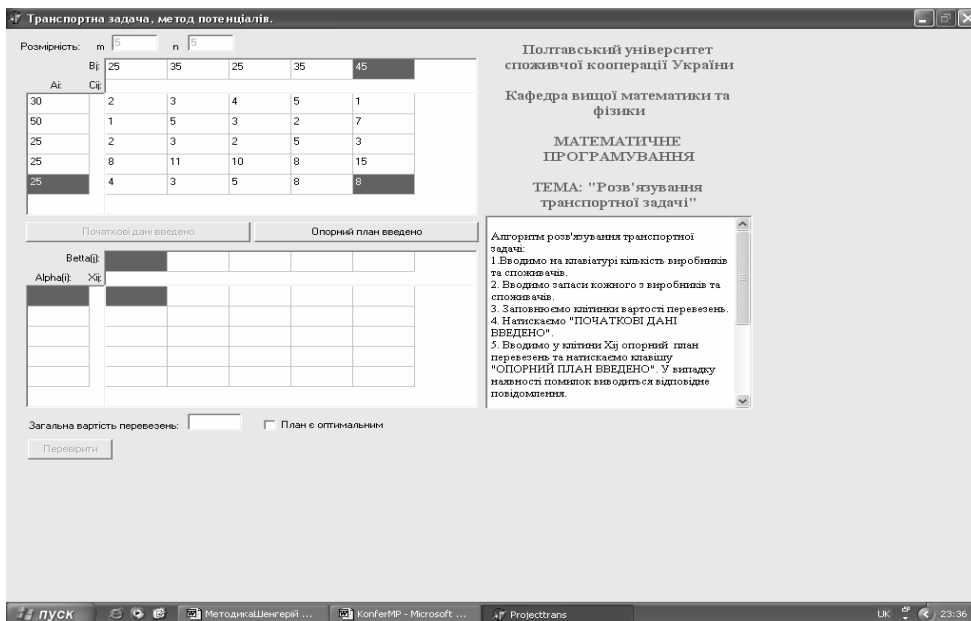 Транспортна задача, метод потенціалів.
Розмірність: m 5 n 5
Bj: 25 35 25 35 45
Ai: Cij:
30 2 3 4 5 1
50 1 5 3 2 7
25 2 3 2 5 3
25 8 11 10 8 15
25 4 3 5 8 8
Початкові дані введено Опорний план введено
Betta(j):
Alpha(i): Xij:
Загальна вартість перевезень: План є оптимальним
Перевірити
Полтавський університет
споживчої кооперації України
Кафедра вищої математики та
фізики
МАТЕМАТИЧНЕ
ПРОГРАМУВАННЯ
ТЕМА: "Розв'язування
транспортної задачі"
Алгоритм розв'язування транспортної
задачі:
1.Вводимо на клавіатурі кількість виробників
та споживачів.
2. Вводимо запаси кожного з виробників та
споживачів.
3. Заповнюємо клітинки вартості перевезень.
4. Натискаємо "ПОЧАТКОВІ ДАНІ
ВВЕДЕНО".
5. Вводимо у клітини Xij опорний план
перевезень та натискаємо клавішу
"ОПОРНИЙ ПЛАН ВВЕДЕНО". У випадку
наявності помилок виводиться відповідне
повідомлення.
пуск МетодикаШенгерій ... KonferMP - Microsoft ... Projecttrans UK 23:36